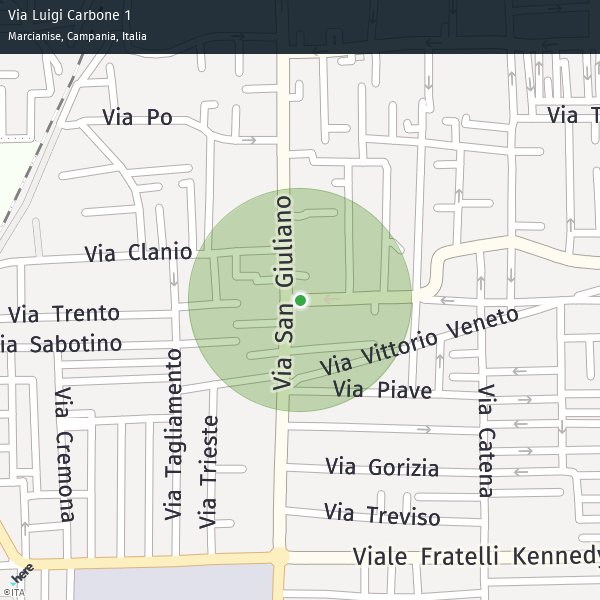 Via Luigi Carbone 1
Marcianise, Campania, Italia
Via Po
Via T
Via San Giuliano
Via Clanio
Via Trento
ia Sabotino
Via Vittorio Veneto
Via Piave
Via Cremona
Via Tagliamento
Via Trieste
Via Catena
Via Gorizia
Via Treviso
Viale Fratelli Kennedy
here
©ITA